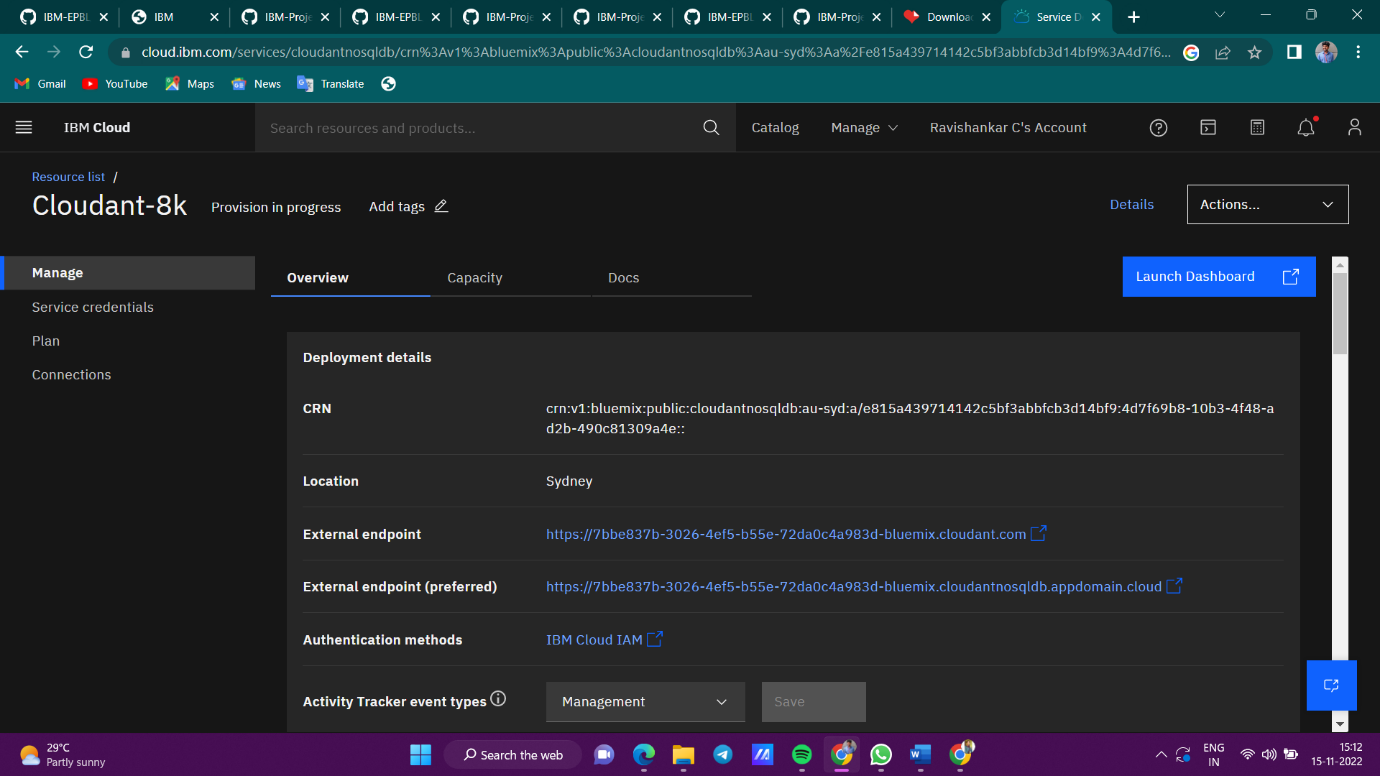 IBM-EPBL
IBM
IBM-Proje
IBM-EPBL
IBM-Proje
IBM-Proje
IBM-EPBL
IBM-Proje
Download
Service D
cloud.ibm.com/services/cloudantnosqldb/crn%3Av1%3Abluemix%3Apublic%3Acloudantnosqldb%3Aau-syd%3Aa%2Fe815a439714142c5bf3abbfcb3d14bf9%3A4d7f6...
Gmail YouTube Maps News Translate
IBM Cloud
Search resources and products...
Catalog
Manage
Ravishankar C's Account
Resource list /
Cloudant-8k Provision in progress Add tags
Details
Actions...
Manage
Service credentials
Plan
Connections
Overview
Capacity
Docs
Launch Dashboard
Deployment details
CRN
crn:v1:bluemix:public:cloudantnosqldb:au-syd:a/e815a439714142c5bf3abbfcb3d14bf9:4d7f69b8-10b3-4f48-a
d2b-490c81309a4e::
Location
Sydney
External endpoint
https://7bbe837b-3026-4ef5-b55e-72da0c4a983d-bluemix.cloudant.com
External endpoint (preferred)
https://7bbe837b-3026-4ef5-b55e-72da0c4a983d-bluemix.cloudantnosqldb.appdomain.cloud
Authentication methods
IBM Cloud IAM
Activity Tracker event types
Management
Save
29°C
Partly sunny
Search the web
ENG
IN
15:12
15-11-2022